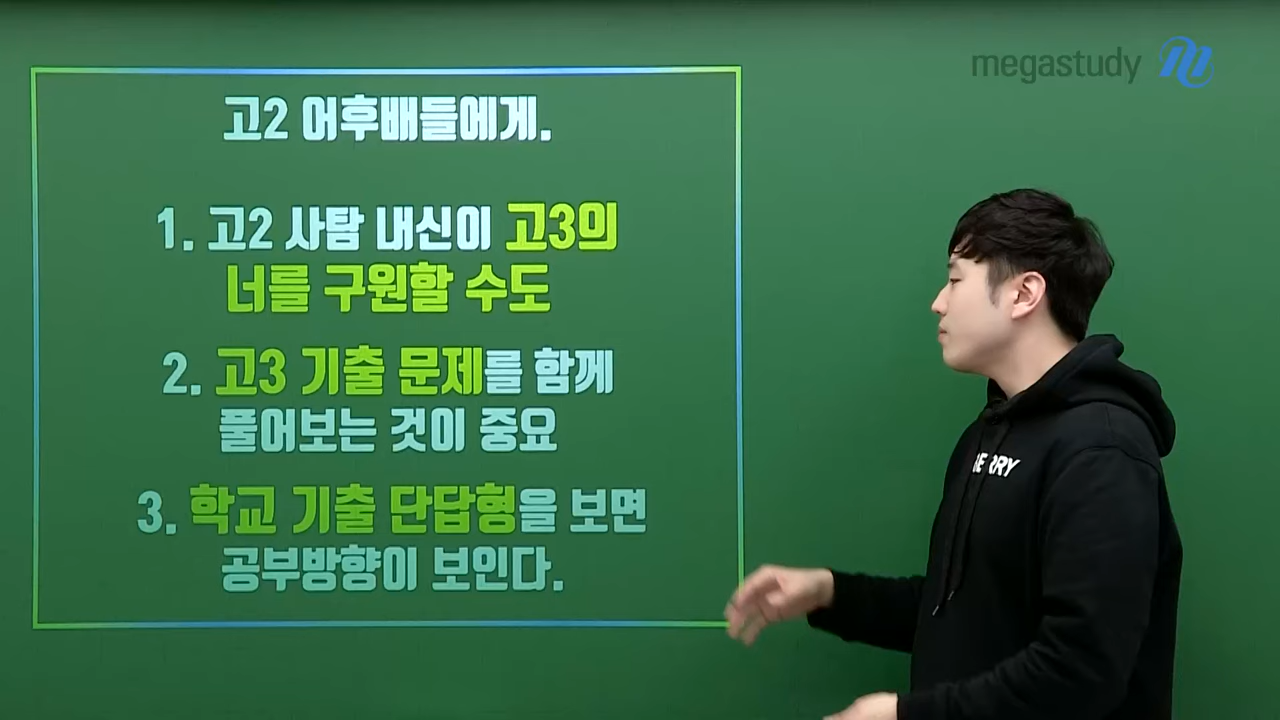 megastudy
고2 어후배들에게.
1. 고2 사탐 내신이 고3의
너를 구원할 수도
2. 고3 기출 문제를 함께
풀어보는 것이 중요
3. 학교 기출 단답형을 보면
공부방향이 보인다.